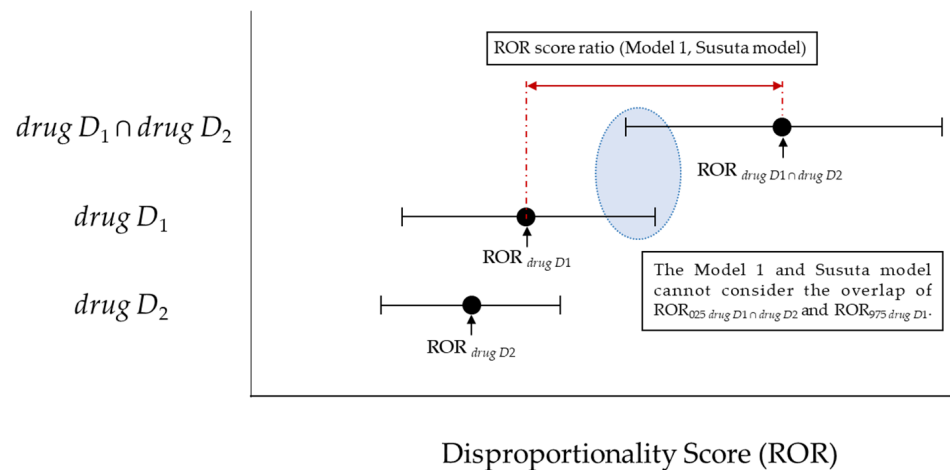 ROR score ratio (Model 1, Susuta model)
drug D1 ∩ drug D2
ROR drug D1 ∩ drug D2
drug D1
ROR drug D1
The Model 1 and Susuta model
cannot consider the overlap of
ROR025 drug D1 ∩ drug D2 and ROR975 drug D1.
drug D2
ROR drug D2
Disproportionality Score (ROR)